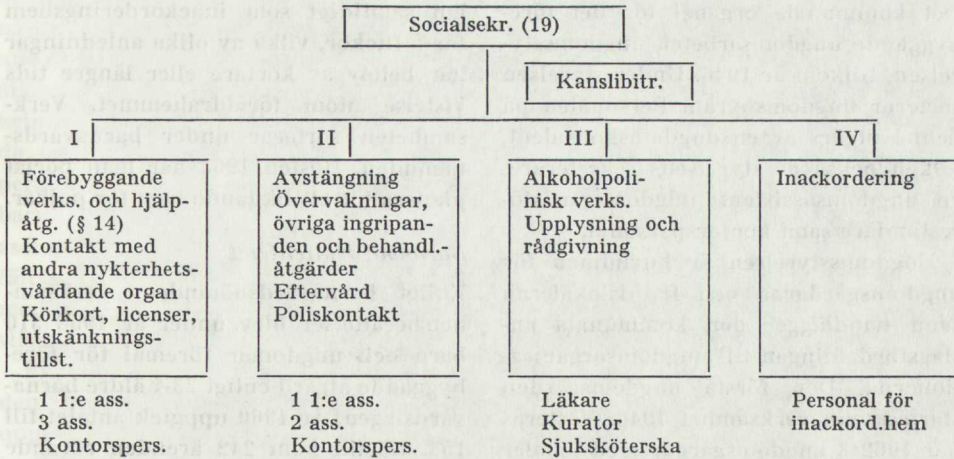 Socialsekr. (19)
Kanslibitr.
I
II
III
IV
Förebyggande
verks. och hjälp-
åtg. (§ 14)
Kontakt med
andra nykterhets-
vårdande organ
Körkort, licenser,
utskänknings-
tillst.
Avstängning
Övervakningar,
övriga ingripan-
den och behandl.-
åtgärder
Eftervård
Poliskontakt
Alkoholpoli-
nisk verks.
Upplysning och
rådgivning
Inackordering
1 1:e ass.
5 ass.
Kontorspers.
1 1:e ass.
2 ass.
Kontorspers.
Läkare
Kurator
Sjuksköterska
Personal för
inackord.hem